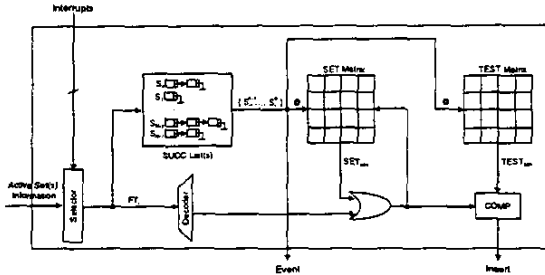 Interrupts
SET Matrix
TEST Matrix
SUCC List(s)
SET
TEST
Active Set(s)
Information
Selector
FT
Decoder
COMP
Event
Insert